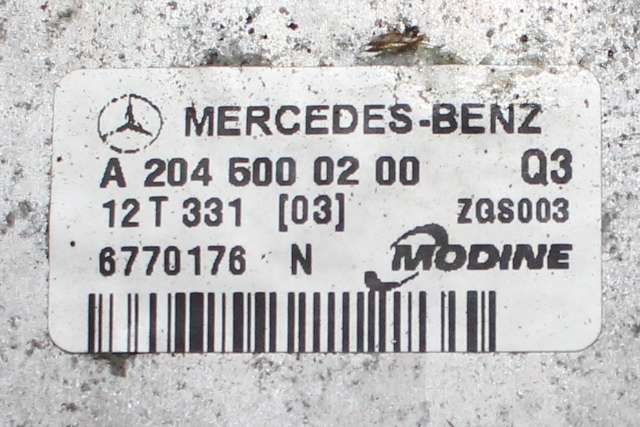 MERCEDES-BENZ
A 204 500 02 00 Q3
12 T 331 [03] ZQS003
6770176 N MODINE